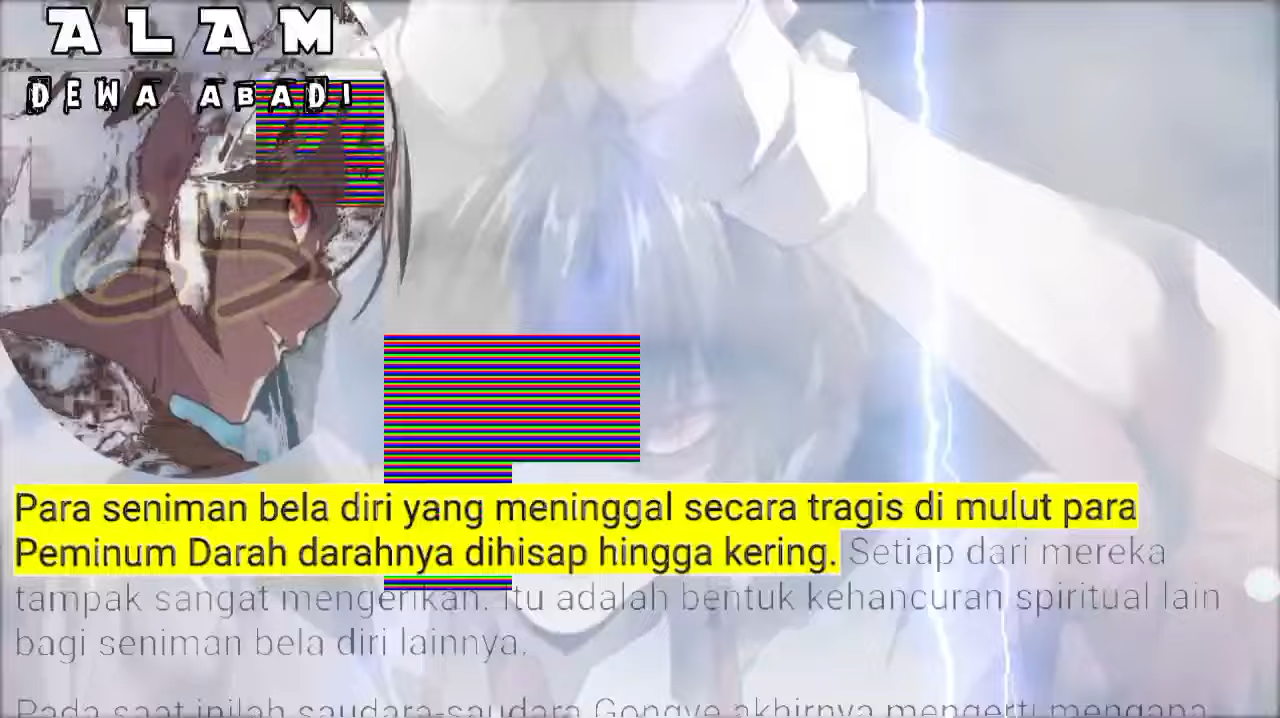 ALAM
DEWA ABADI
Para seniman bela diri yang meninggal secara tragis di mulut para
Peminum Darah darahnya dihisap hingga kering. Setiap dari mereka
tampak sangat mengerikan. Itu adalah bentuk kehancuran spiritual lain
bagi seniman bela diri lainnya.
Pada saat inilah saudara-saudara Gongye akhirnya mengerti mengapa